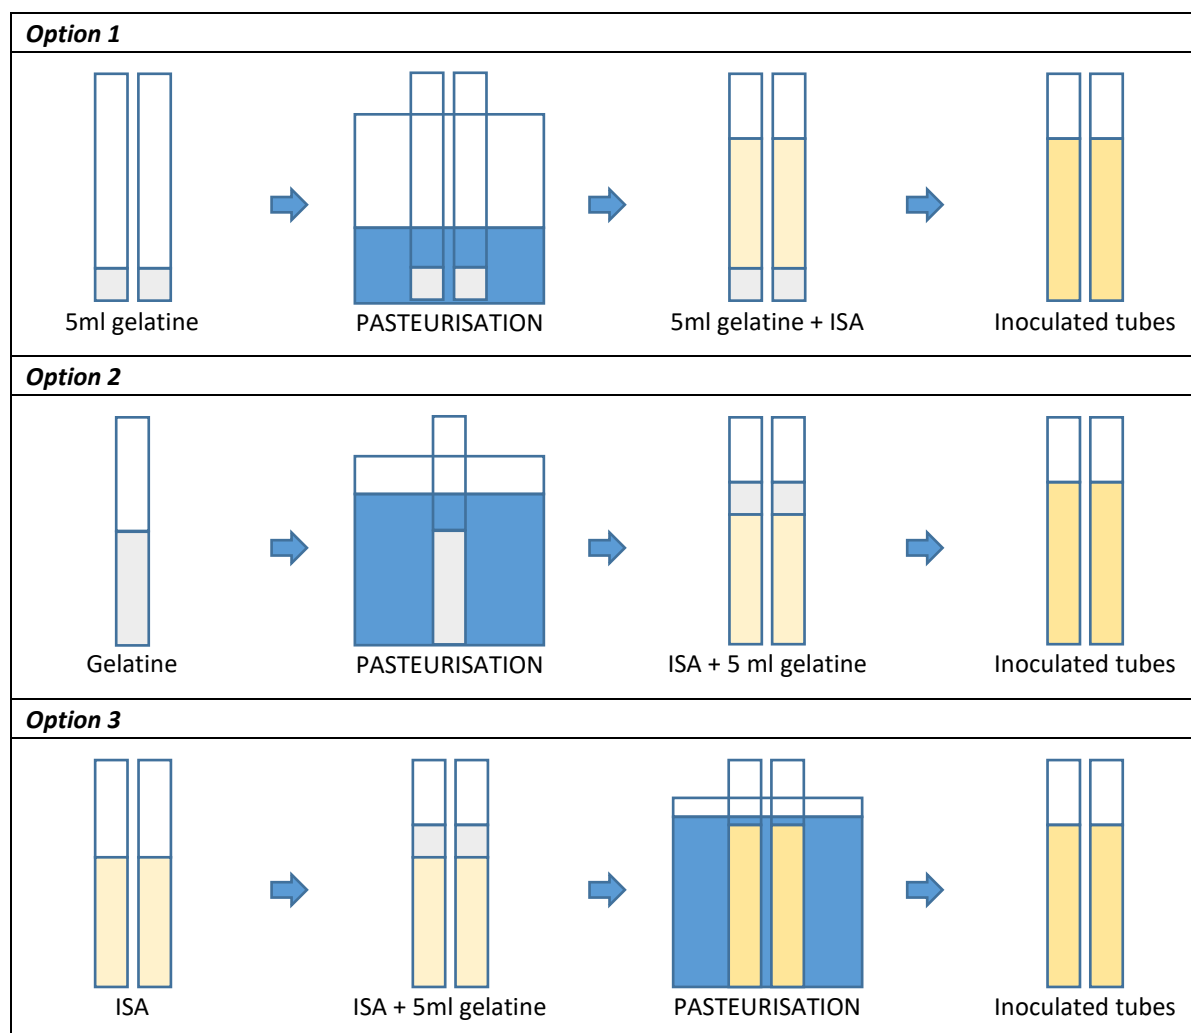 Option 1
5ml gelatine
PASTEURISATION
5ml gelatine + ISA
Inoculated tubes
Option 2
Gelatine
PASTEURISATION
ISA + 5 ml gelatine
Inoculated tubes
Option 3
ISA
ISA + 5ml gelatine
PASTEURISATION
Inoculated tubes